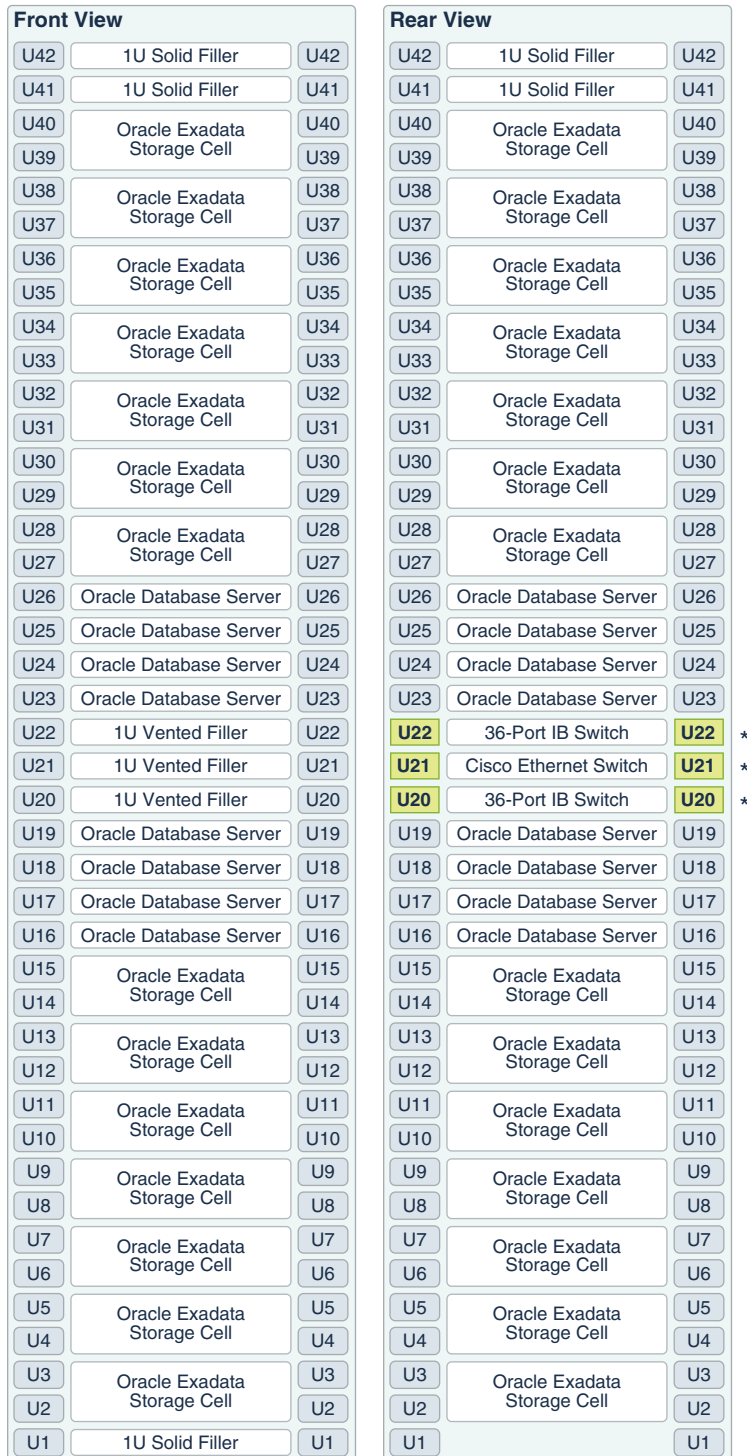 Front View
U42 1U Solid Filler U42
U41 1U Solid Filler U41
U40 Oracle Exadata U40
U39 Storage Cell U39
U38 Oracle Exadata U38
U37 Storage Cell U37
U36 Oracle Exadata U36
U35 Storage Cell U35
U34 Oracle Exadata U34
U33 Storage Cell U33
U32 Oracle Exadata U32
U31 Storage Cell U31
U30 Oracle Exadata U30
U29 Storage Cell U29
U28 Oracle Exadata U28
U27 Storage Cell U27
U26 Oracle Database Server U26
U25 Oracle Database Server U25
U24 Oracle Database Server U24
U23 Oracle Database Server U23
U22 1U Vented Filler U22
U21 1U Vented Filler U21
U20 1U Vented Filler U20
U19 Oracle Database Server U19
U18 Oracle Database Server U18
U17 Oracle Database Server U17
U16 Oracle Database Server U16
U15 Oracle Exadata U15
U14 Storage Cell U14
U13 Oracle Exadata U13
U12 Storage Cell U12
U11 Oracle Exadata U11
U10 Storage Cell U10
U9 Oracle Exadata U9
U8 Storage Cell U8
U7 Oracle Exadata U7
U6 Storage Cell U6
U5 Oracle Exadata U5
U4 Storage Cell U4
U3 Oracle Exadata U3
U2 Storage Cell U2
U1 1U Solid Filler U1
Rear View
U42 1U Solid Filler U42
U41 1U Solid Filler U41
U40 Oracle Exadata U40
U39 Storage Cell U39
U38 Oracle Exadata U38
U37 Storage Cell U37
U36 Oracle Exadata U36
U35 Storage Cell U35
U34 Oracle Exadata U34
U33 Storage Cell U33
U32 Oracle Exadata U32
U31 Storage Cell U31
U30 Oracle Exadata U30
U29 Storage Cell U29
U28 Oracle Exadata U28
U27 Storage Cell U27
U26 Oracle Database Server U26
U25 Oracle Database Server U25
U24 Oracle Database Server U24
U23 Oracle Database Server U23
U22 36-Port IB Switch U22 *
U21 Cisco Ethernet Switch U21 *
U20 36-Port IB Switch U20 *
U19 Oracle Database Server U19
U18 Oracle Database Server U18
U17 Oracle Database Server U17
U16 Oracle Database Server U16
U15 Oracle Exadata U15
U14 Storage Cell U14
U13 Oracle Exadata U13
U12 Storage Cell U12
U11 Oracle Exadata U11
U10 Storage Cell U10
U9 Oracle Exadata U9
U8 Storage Cell U8
U7 Oracle Exadata U7
U6 Storage Cell U6
U5 Oracle Exadata U5
U4 Storage Cell U4
U3 Oracle Exadata U3
U2 Storage Cell U2
U1 U1